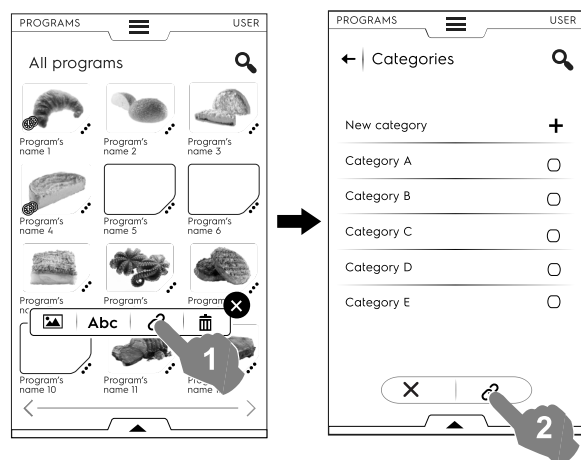 PROGRAMS USER
All programs
Program's name 1
Program's name 2
Program's name 3
Program's name 4
Program's name 5
Program's name 6
Program's
Program's
Program
Abc
1
Program's name 10
Program's name 11
PROGRAMS USER
Categories
New category
Category A
Category B
Category C
Category D
Category E
2